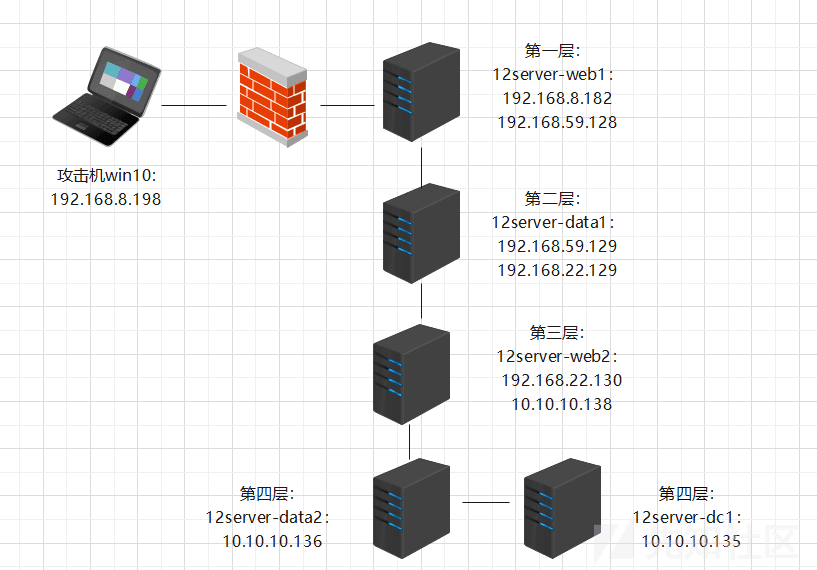 第一层：
12server-web1：
192.168.8.182
192.168.59.128
攻击机win10：
192.168.8.198
第二层：
12server-data1：
192.168.59.129
192.168.22.129
第三层：
12server-web2：
192.168.22.130
10.10.10.138
第四层：
12server-data2：
10.10.10.136
第四层：
12server-dc1：
10.10.10.135
先知社区